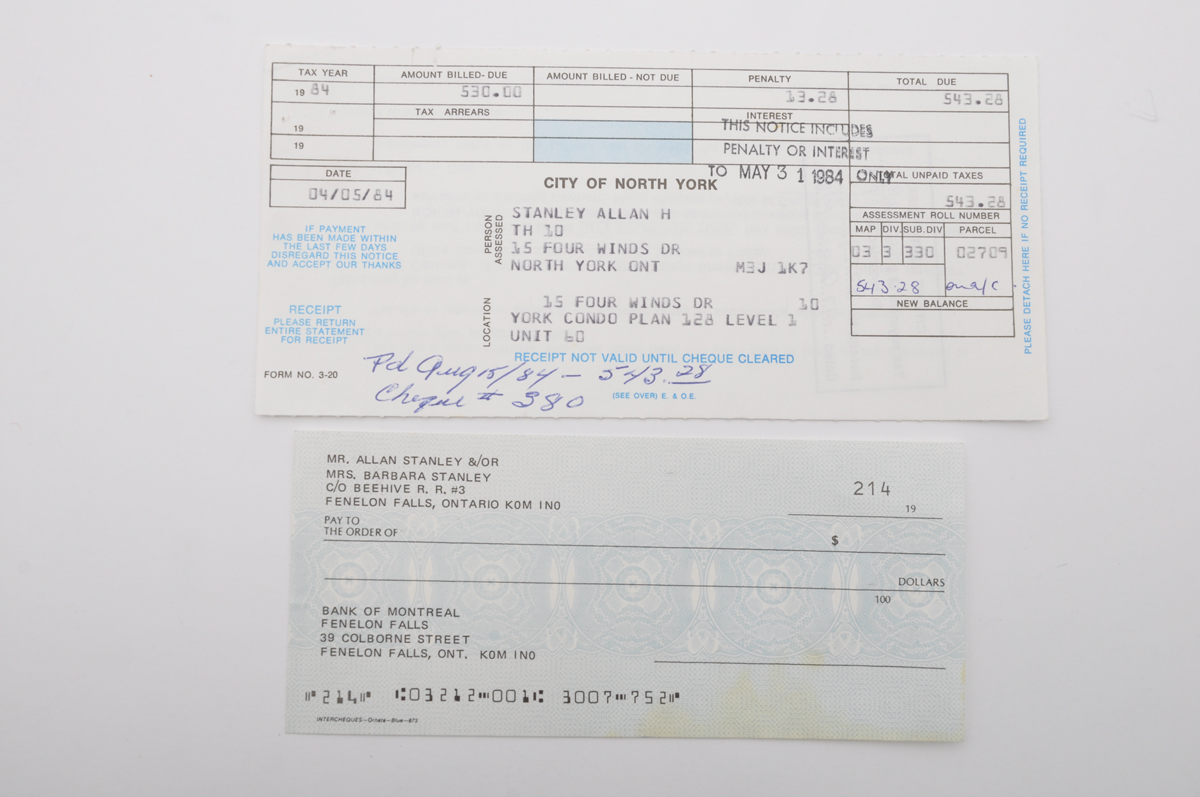 TAX YEAR AMOUNT BILLED-DUE AMOUNT BILLED - NOT DUE PENALTY TOTAL DUE
19 84 530.00 13.28 543.28
TAX ARREARS INTEREST
19 THIS NOTICE INCLUDES
19 PENALTY OR INTEREST
TO MAY 31 1984 ONLY
DATE
04/05/84
CITY OF NORTH YORK
TOTAL UNPAID TAXES
543.28
ASSESSMENT ROLL NUMBER
MAP DIV. SUB.DIV PARCEL
03 3 330 02709
543.28 on a/c.
NEW BALANCE
IF PAYMENT
HAS BEEN MADE WITHIN
THE LAST FEW DAYS
DISREGARD THIS NOTICE
AND ACCEPT OUR THANKS
PERSON
ASSESSED
STANLEY ALLAN H
TH 10
15 FOUR WINDS DR
NORTH YORK ONT M3J 1K7
RECEIPT
PLEASE RETURN
ENTIRE STATEMENT
FOR RECEIPT
LOCATION
15 FOUR WINDS DR 10
YORK CONDO PLAN 128 LEVEL 1
UNIT 60
RECEIPT NOT VALID UNTIL CHEQUE CLEARED
FORM NO. 3-20
Pd Aug 15/84 - 543.28
Cheque # 380
(SEE OVER) E. & O.E.
PLEASE DETACH HERE IF NO RECEIPT REQUIRED
MR. ALLAN STANLEY &/OR
MRS. BARBARA STANLEY
C/O BEEHIVE R. R. #3
FENELON FALLS, ONTARIO K0M IN0
214
19
PAY TO
THE ORDER OF
$
DOLLARS
100
BANK OF MONTREAL
FENELON FALLS
39 COLBORNE STREET
FENELON FALLS, ONT. K0M IN0
⑈214⑈ ⑆03212⑉001⑆ 3007⑉752⑈
INTERCHEQUES-Ornate-Blue-673